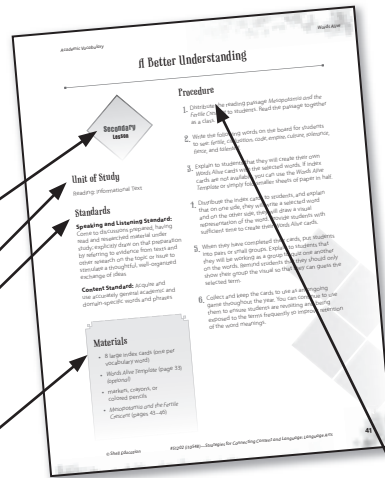 Academic Vocabulary
Words Alive
A Better Understanding
Secondary
Lesson
Unit of Study
Reading: Informational Text
Standards
Speaking and Listening Standard:
Come to discussions prepared, having
read and researched material under
study; explicitly draw on that preparation
by referring to evidence from texts and
other research on the topic or issue to
stimulate a thoughtful, well-organized
exchange of ideas.
Content Standard: Acquire and
use accurately general academic and
domain-specific words and phrases.
Materials
• 8 large index cards (one per
vocabulary word)
• Words Alive Template (page 33)
(optional)
• markets, crayons, or
colored pencils
• Mesopotamia and the Fertile
Crescent (pages 45–46)
Procedure
1. Distribute the reading passage Mesopotamia and the
Fertile Crescent to students. Read the passage together
as a class.
2. Write the following words on the board for students
to see: fertile, cultivation, code, empire, culture, tolerance,
fierce, and
3. Explain to students that they will create their own
Words Alive cards with the selected words. If index
cards are not available, you can use the Words Alive
Template or simply fold smaller sheets of paper in half.
4. Distribute the index cards to students, and explain
that on one side, they will write a selected word
and on the other side, they will draw a visual
representation of the word. Provide students with
sufficient time to create their Words Alive cards.
5. When they have completed their cards, put students
into pairs or small groups. Explain to students that
they will be working as a group to quiz one another
on the words. Remind students that they should only
show their group the visual so that they can guess the
selected term.
6. Collect and keep the cards to use as an ongoing
game throughout the year. You can continue to use
them to ensure students are revisiting and being
exposed to the terms frequently to improve retention
of the word meanings.
© Shell Education
—Strategies for Connecting Content and Language: Language Arts
41